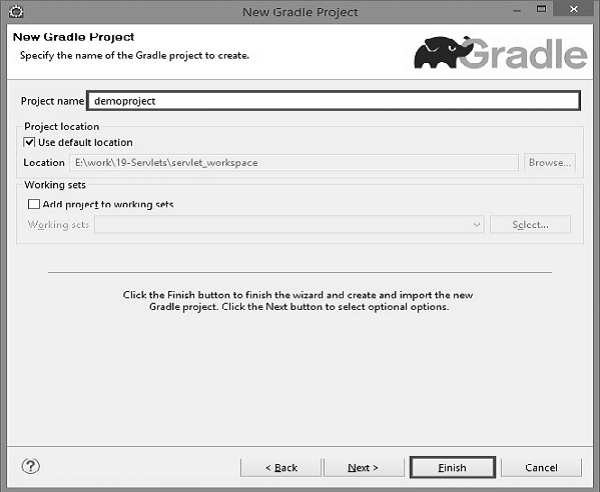 New Gradle Project
New Gradle Project
Specify the name of the Gradle project to create.
Gradle
Project name demoproject
Project location
Use default location
Location E:\work\19-Servlets\servlet_workspace Browse...
Working sets
Add project to working sets
Working sets Select...
Click the Finish button to finish the wizard and create and import the new
Gradle project. Click the Next button to select optional options.
? < Back Next > Finish Cancel